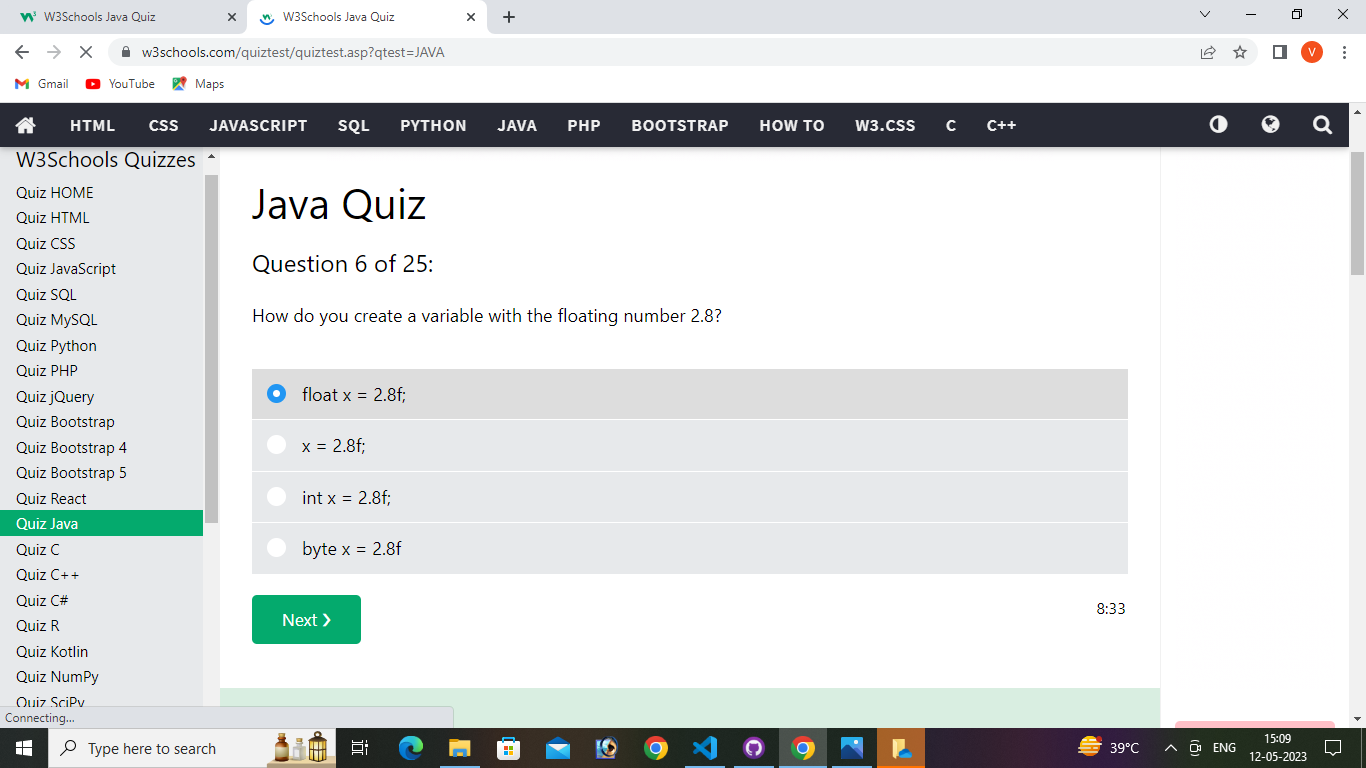 W3Schools Java Quiz
W3Schools Java Quiz
w3schools.com/quiztest/quiztest.asp?qtest=JAVA
V
Gmail YouTube Maps
HTML CSS JAVASCRIPT SQL PYTHON JAVA PHP BOOTSTRAP HOW TO W3.CSS C C++
W3Schools Quizzes
Quiz HOME
Quiz HTML
Quiz CSS
Quiz JavaScript
Quiz SQL
Quiz MySQL
Quiz Python
Quiz PHP
Quiz jQuery
Quiz Bootstrap
Quiz Bootstrap 4
Quiz Bootstrap 5
Quiz React
Quiz Java
Quiz C
Quiz C++
Quiz C#
Quiz R
Quiz Kotlin
Quiz NumPy
Quiz SciPy
Java Quiz
Question 6 of 25:
How do you create a variable with the floating number 2.8?
float x = 2.8f;
x = 2.8f;
int x = 2.8f;
byte x = 2.8f
Next ❯
8:33
Connecting...
Type here to search
39°C
ENG
15:09
12-05-2023